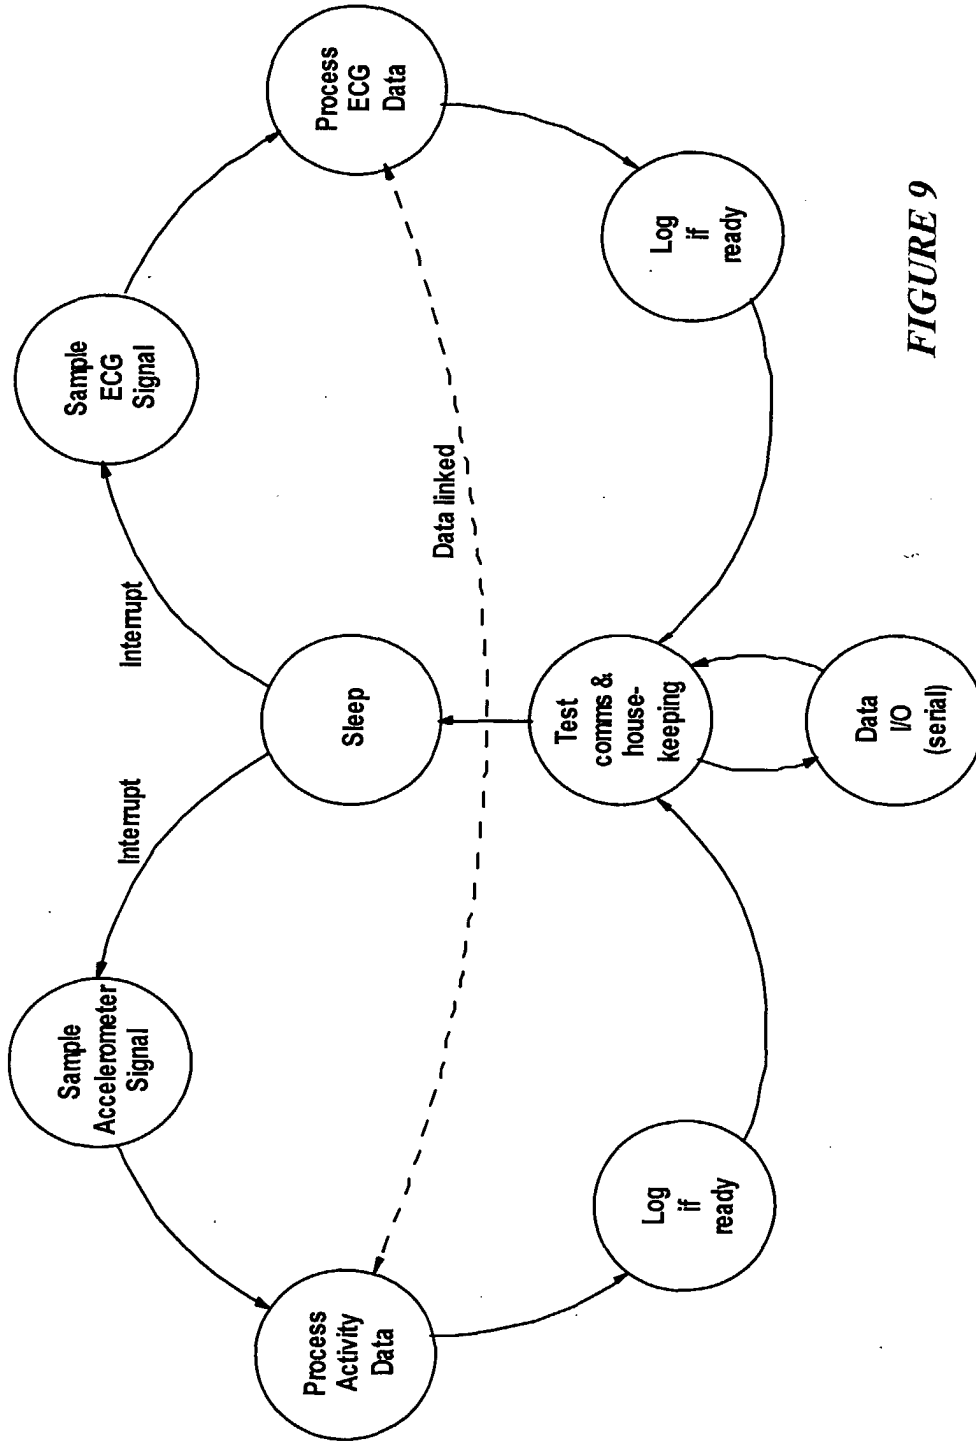 Sample
Accelerometer
Signal
Interrupt
Interrupt
Sample
ECG
Signal
Process
Activity
Data
Sleep
Process
ECG
Data
Data linked
Log
if
ready
Test
comms &
house-
keeping
Log
if
ready
Data
I/O
(serial)
FIGURE 9